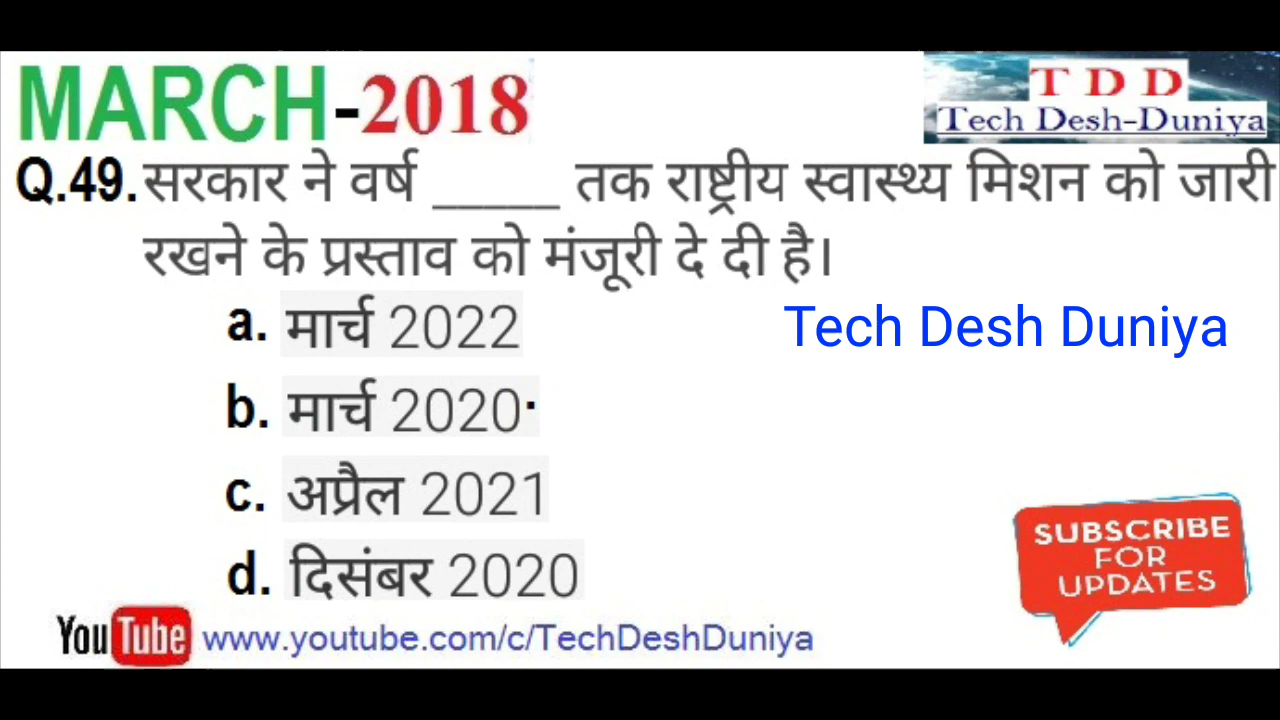 MARCH-2018
T D D
Tech Desh-Duniya
Q.49. सरकार ने वर्ष _____ तक राष्ट्रीय स्वास्थ्य मिशन को जारी
रखने के प्रस्ताव को मंजूरी दे दी है।
a. मार्च 2022
Tech Desh Duniya
b. मार्च 2020
c. अप्रैल 2021
d. दिसंबर 2020
SUBSCRIBE
FOR
UPDATES
YouTube www.youtube.com/c/TechDeshDuniya